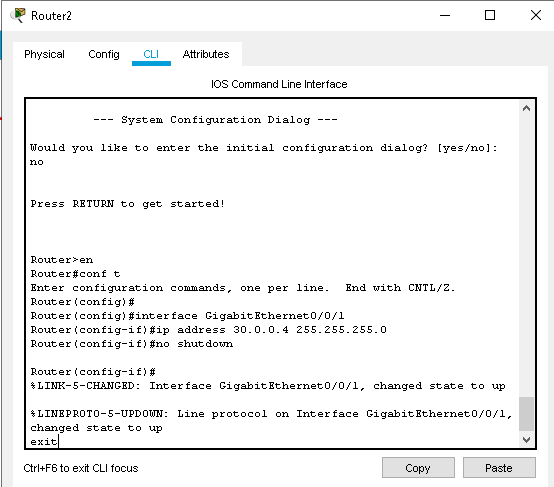 Router2
Physical Config CLI Attributes
IOS Command Line Interface
--- System Configuration Dialog ---
Would you like to enter the initial configuration dialog? [yes/no]:
no
Press RETURN to get started!
Router>en
Router#conf t
Enter configuration commands, one per line.  End with CNTL/Z.
Router(config)#
Router(config)#interface GigabitEthernet0/0/1
Router(config-if)#ip address 30.0.0.4 255.255.255.0
Router(config-if)#no shutdown
Router(config-if)#
%LINK-5-CHANGED: Interface GigabitEthernet0/0/1, changed state to up
%LINEPROTO-5-UPDOWN: Line protocol on Interface GigabitEthernet0/0/1,
changed state to up
exit
Ctrl+F6 to exit CLI focus
Copy Paste